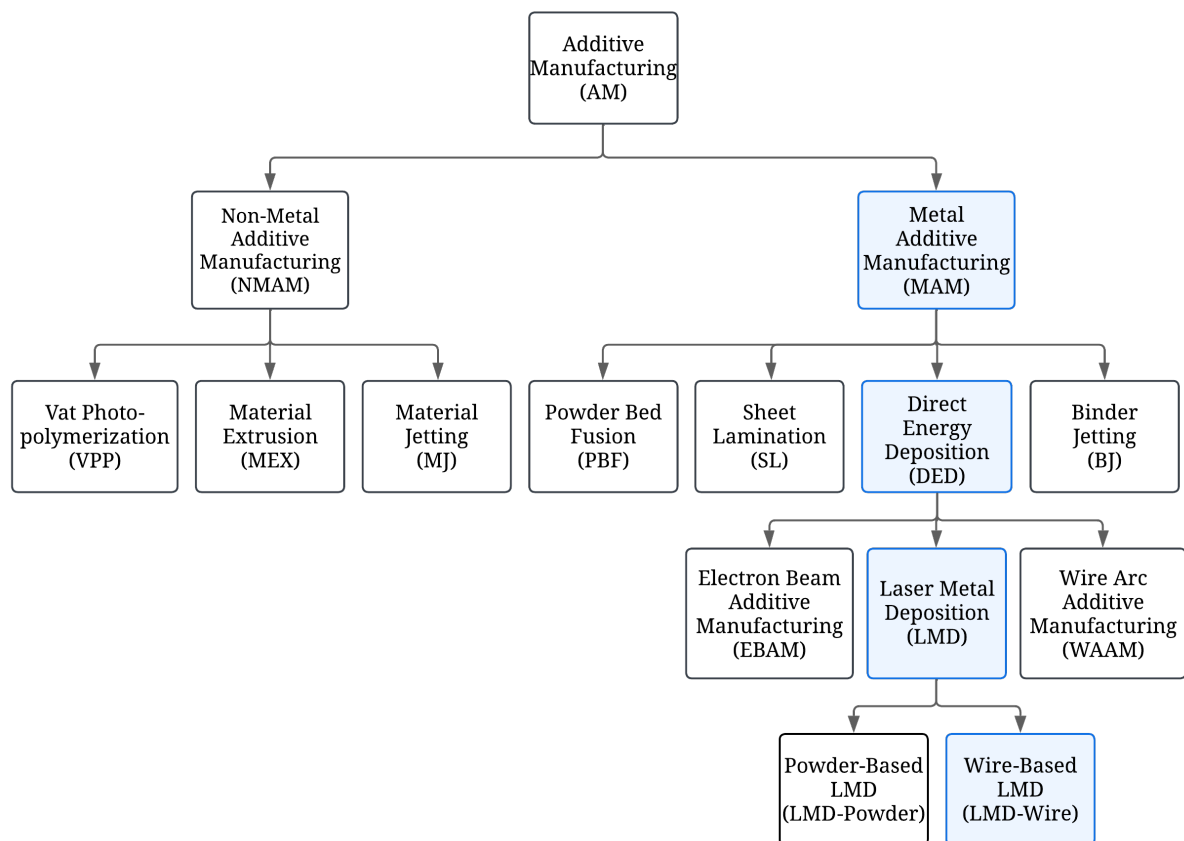 Additive
Manufacturing
(AM)
Non-Metal
Additive
Manufacturing
(NMAM)
Metal
Additive
Manufacturing
(MAM)
Vat Photo-
polymerization
(VPP)
Material
Extrusion
(MEX)
Material
Jetting
(MJ)
Powder Bed
Fusion
(PBF)
Sheet
Lamination
(SL)
Direct
Energy
Deposition
(DED)
Binder
Jetting
(BJ)
Electron Beam
Additive
Manufacturing
(EBAM)
Laser Metal
Deposition
(LMD)
Wire Arc
Additive
Manufacturing
(WAAM)
Powder-Based
LMD
(LMD-Powder)
Wire-Based
LMD
(LMD-Wire)